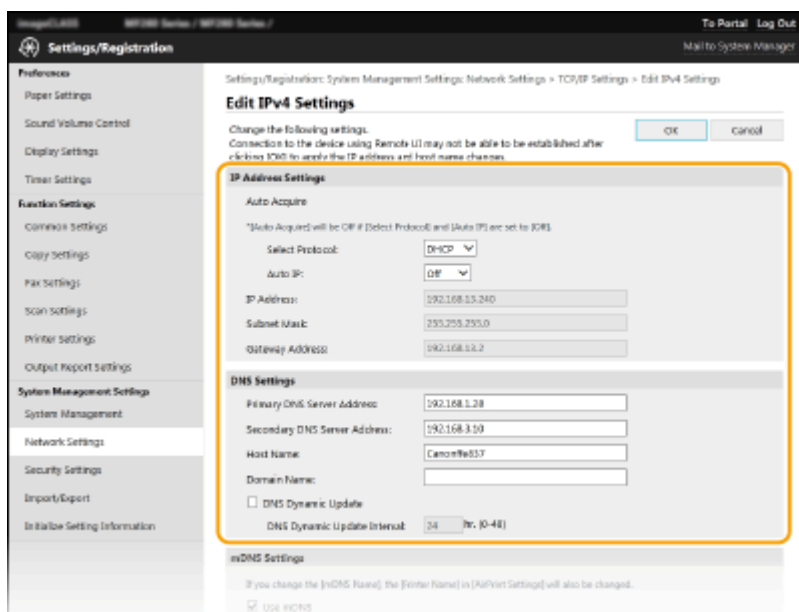 To Portal Log Out
Settings/Registration
Mail to System Manager
Preferences
Paper Settings
Sound Volume Control
Display Settings
Timer Settings
Function Settings
Common Settings
Copy Settings
Fax Settings
Scan Settings
Printer Settings
Output Report Settings
System Management Settings
System Management
Network Settings
Security Settings
Import/Export
Initialize Setting Information
Settings/Registration: System Management Settings: Network Settings > TCP/IP Settings > Edit IPv4 Settings
Edit IPv4 Settings
Change the following settings.
Connection to the device using Remote UI may not be able to be established after
clicking [OK] to apply the IP address and host name changes.
OK Cancel
IP Address Settings
Auto Acquire
*[Auto Acquire] will be Off if [Select Protocol] and [Auto IP] are set to [Off].
Select Protocol: DHCP
Auto IP: Off
IP Address: 192.168.13.240
Subnet Mask: 255.255.255.0
Gateway Address: 192.168.13.2
DNS Settings
Primary DNS Server Address: 192.168.1.28
Secondary DNS Server Address: 192.168.3.10
Host Name: Canonffe837
Domain Name:
DNS Dynamic Update
DNS Dynamic Update Interval: 24 hr. (0-48)
mDNS Settings
If you change the [mDNS Name], the [Printer Name] in [AirPrint Settings] will also be changed.
Use mDNS